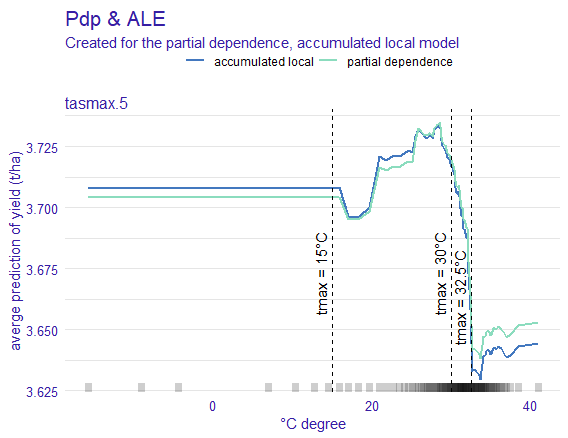 Pdp & ALE
Created for the partial dependence, accumulated local model
accumulated local
partial dependence
tasmax.5
averge prediction of yield (t/ha)
3.725
3.700
3.675
3.650
3.625
tmax = 15°C
tmax = 30°C
tmax = 32.5°C
0
20
40
°C degree